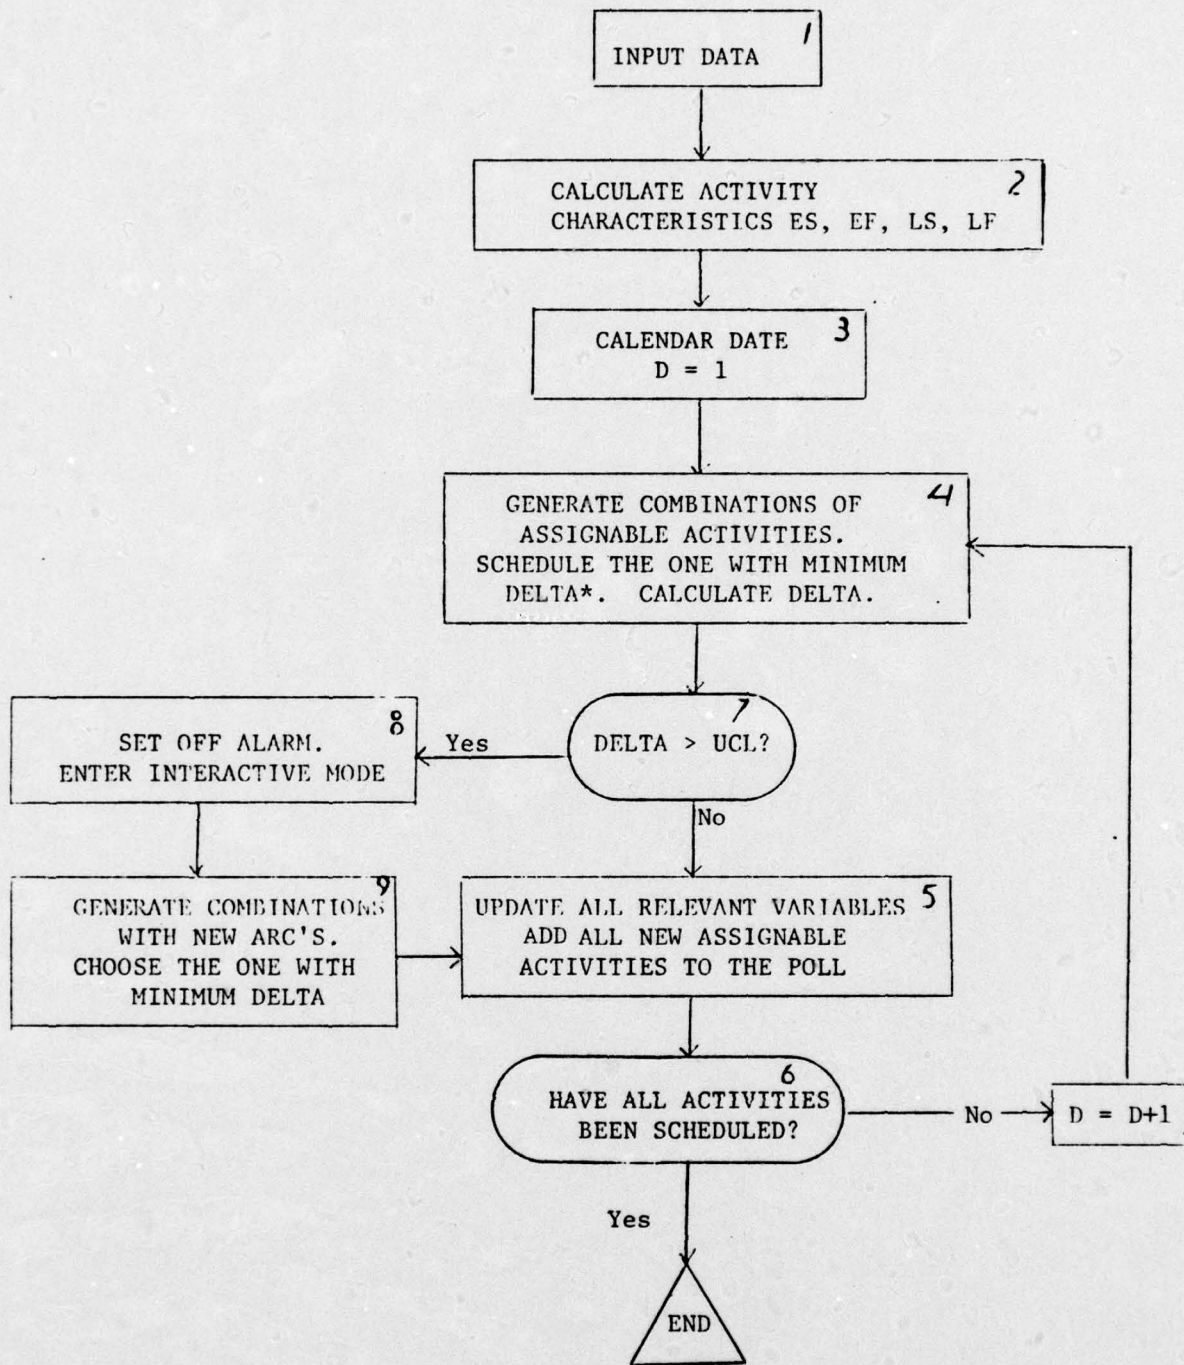 1
INPUT DATA
2
CALCULATE ACTIVITY
CHARACTERISTICS ES, EF, LS, LF
3
CALENDAR DATE
D = 1
4
GENERATE COMBINATIONS OF
ASSIGNABLE ACTIVITIES.
SCHEDULE THE ONE WITH MINIMUM
DELTA*. CALCULATE DELTA.
7
DELTA > UCL?
Yes
8
SET OFF ALARM.
ENTER INTERACTIVE MODE
No
9
GENERATE COMBINATIONS
WITH NEW ARC'S.
CHOOSE THE ONE WITH
MINIMUM DELTA
5
UPDATE ALL RELEVANT VARIABLES
ADD ALL NEW ASSIGNABLE
ACTIVITIES TO THE POLL
6
HAVE ALL ACTIVITIES
BEEN SCHEDULED?
No
D = D+1
Yes
END